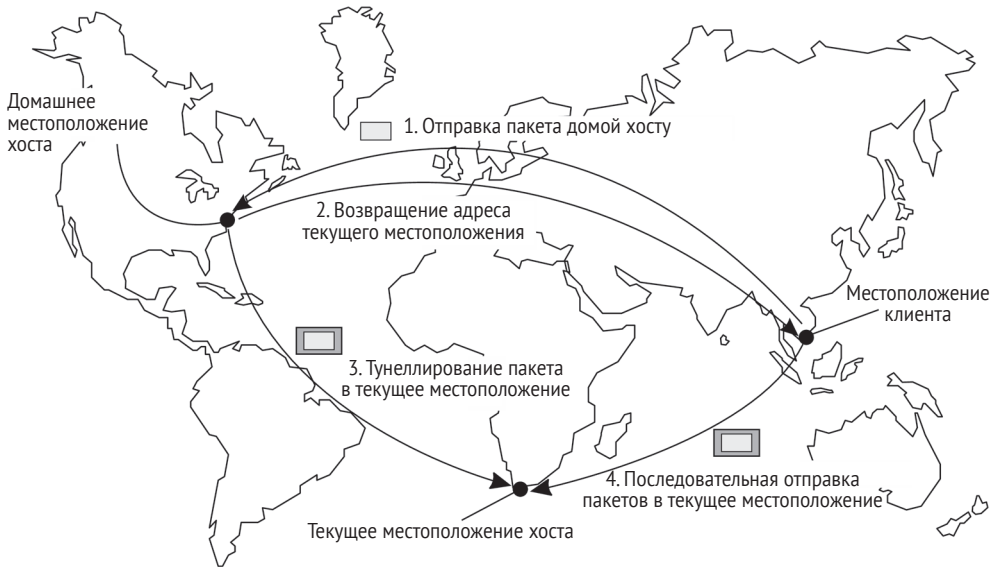 Домашнее
местоположение
хоста
1. Отправка пакета домой хосту
2. Возвращение адреса
текущего местоположения
Местоположение
клиента
3. Тунеллирование пакета
в текущее местоположение
4. Последовательная отправка
пакетов в текущее местоположение
Текущее местоположение хоста